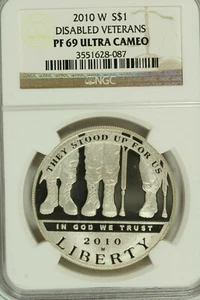 2010 W S$1
DISABLED VETERANS
PF 69 ULTRA CAMEO
3551628-087
NGC
THEY STOOD UP FOR US
IN GOD WE TRUST
2010
W
LIBERTY